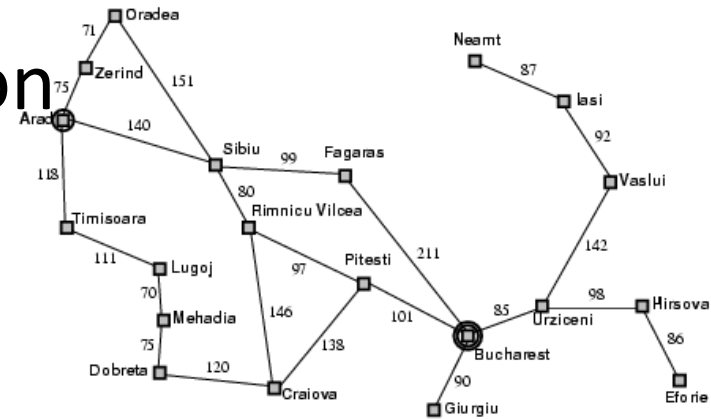 Oradea
71
Neamt
on
Zerind
87
75
151
Iasi
Arad
140
92
Sibiu
99
Fagaras
118
80
Vaslui
Rimnicu Vilcea
Timisoara
142
211
111
Lugoj
97
Pitesti
70
98
Hirsova
146
101
85
Mehadia
Urziceni
138
86
75
Bucharest
Dobreta
120
90
Craiova
Eforie
Giurgiu